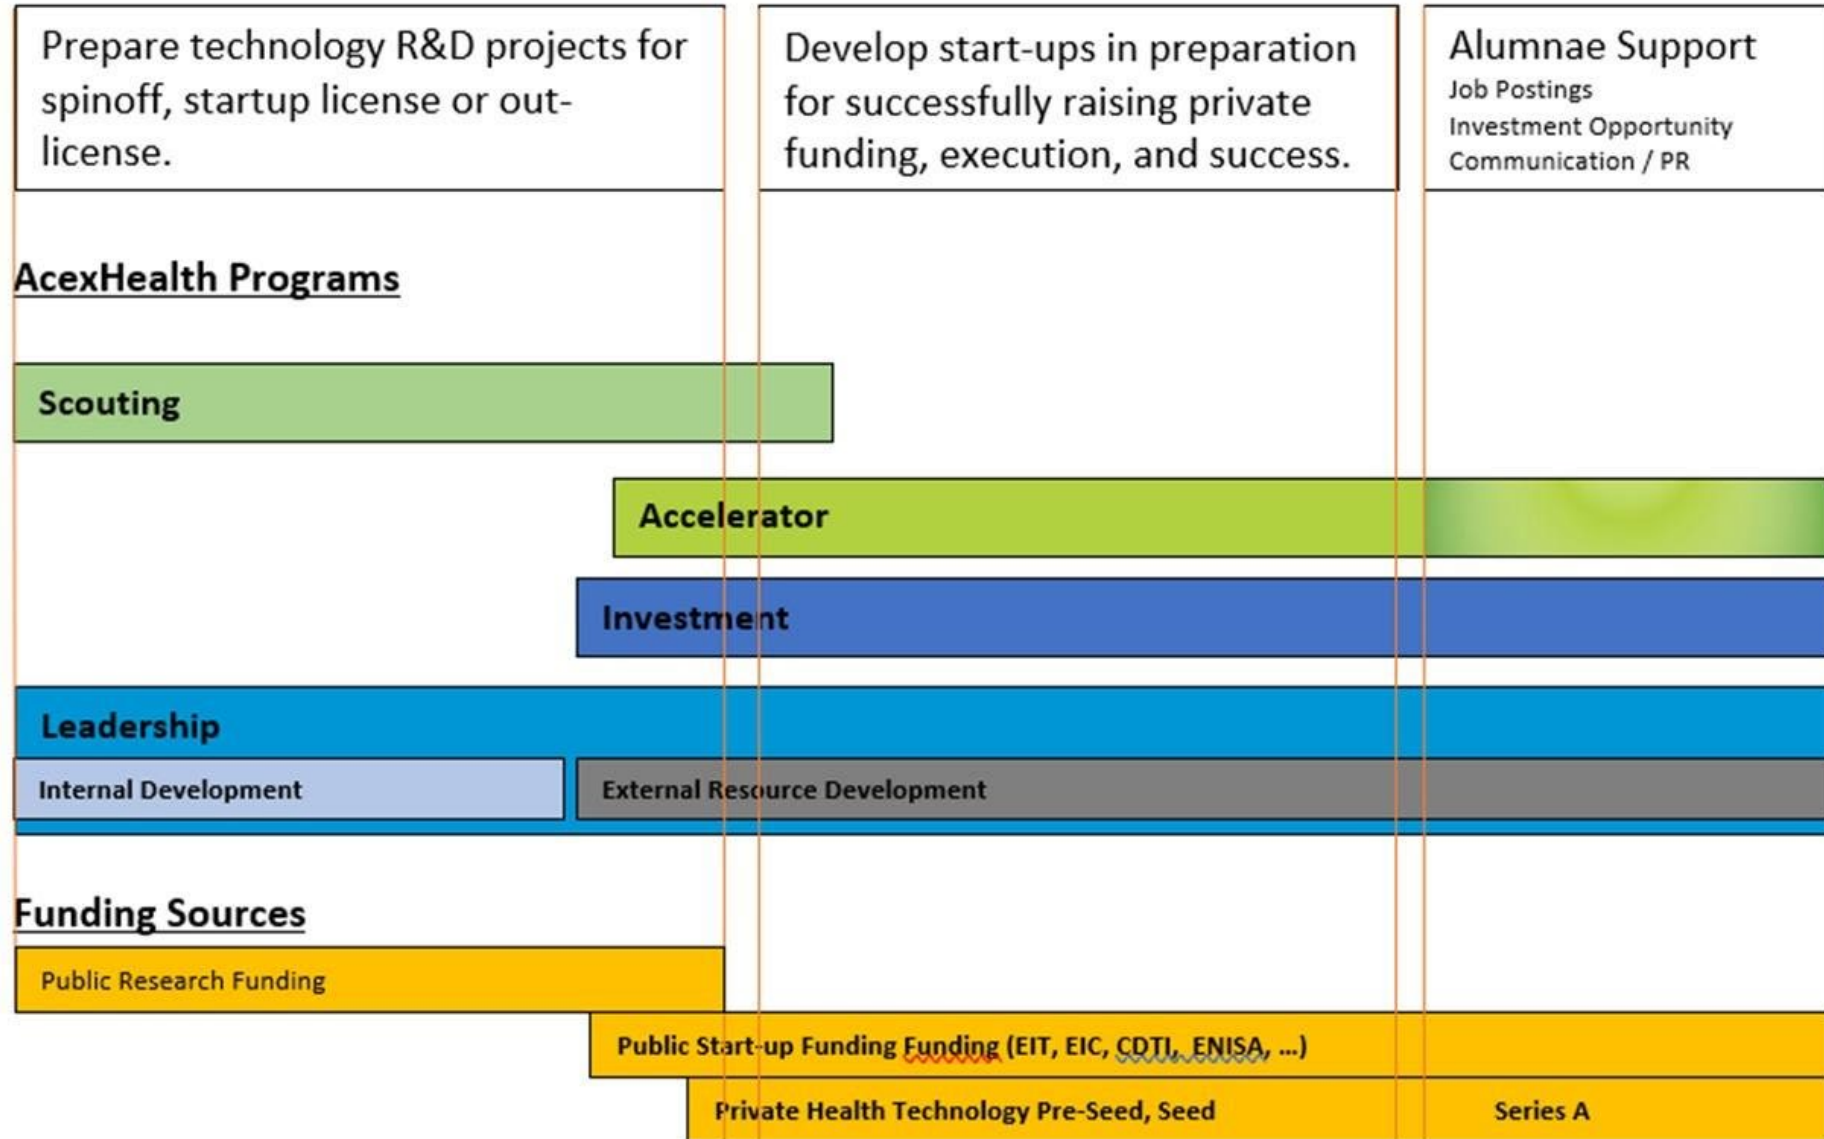 Prepare technology R&D projects for
spinoff, startup license or out-
license.
Develop start-ups in preparation
for successfully raising private
funding, execution, and success.
Alumnae Support
Job Postings
Investment Opportunity
Communication / PR
AcexHealth Programs
Scouting
Accelerator
Investment
Leadership
Internal Development
External Resource Development
Funding Sources
Public Research Funding
Public Start-up Funding Funding (EIT, EIC, CDTI, ENISA, ...)
Private Health Technology Pre-Seed, Seed
Series A